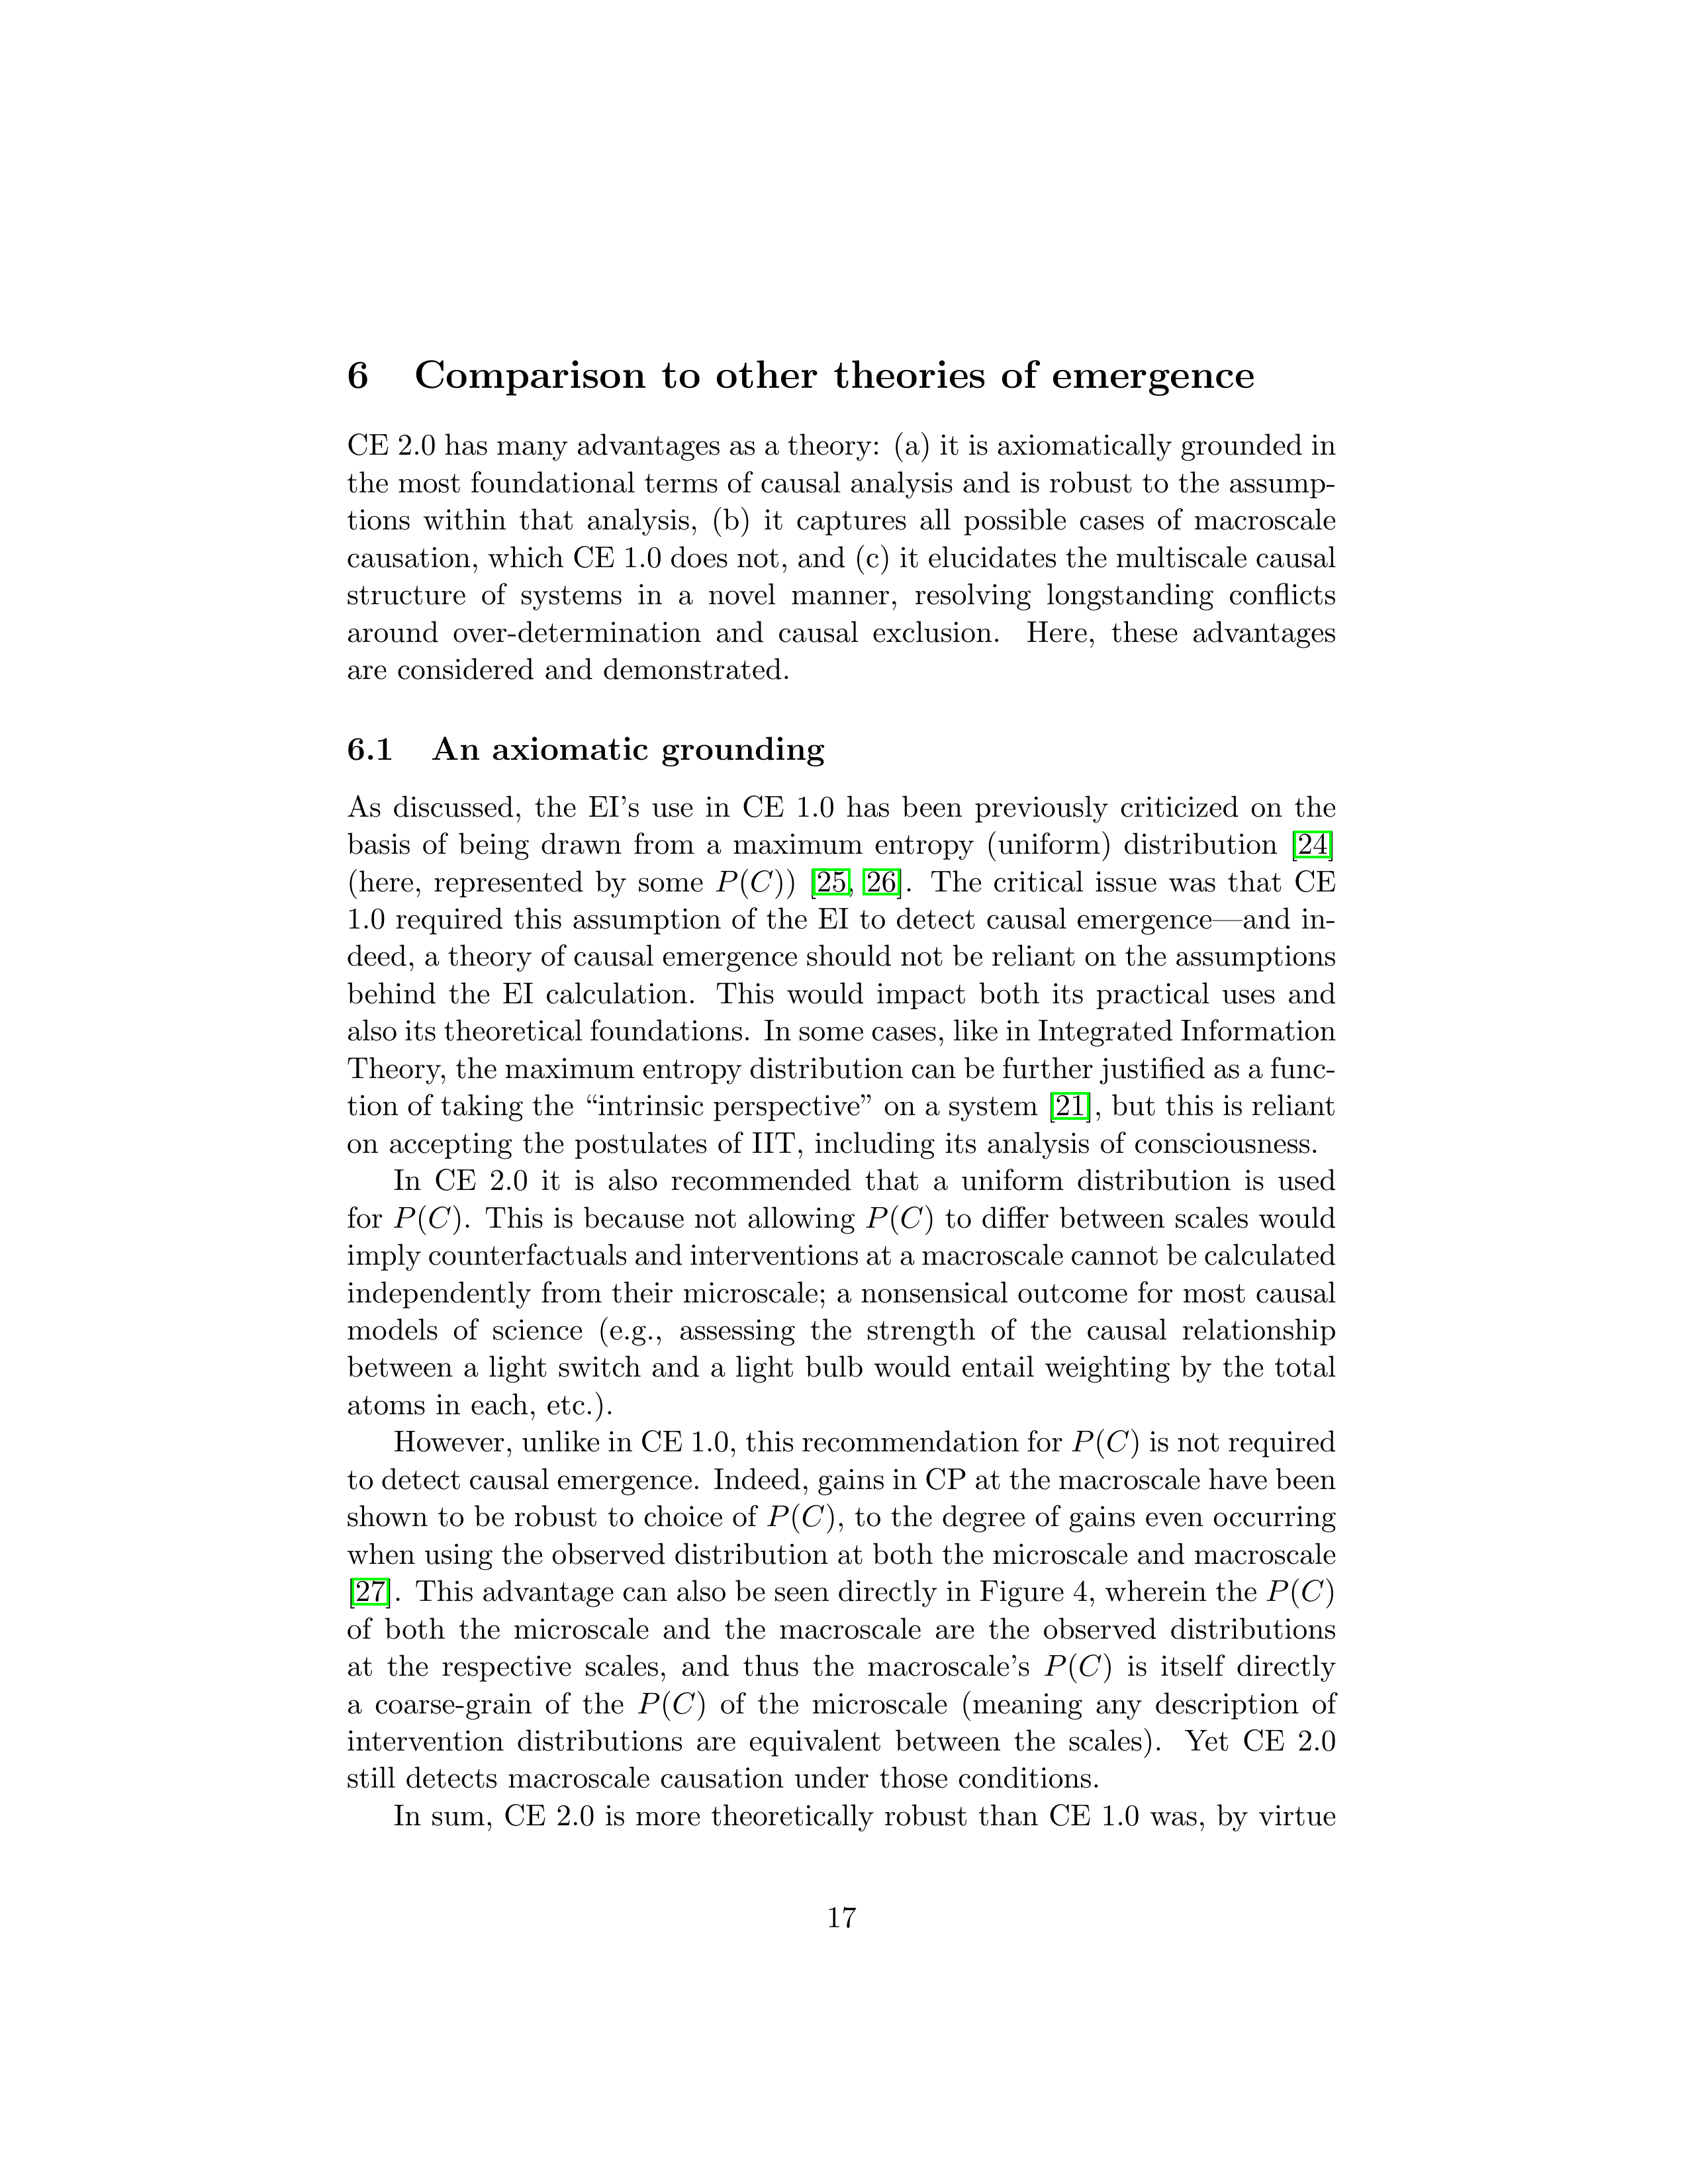 6 Comparison to other theories of emergence
CE 2.0 has many advantages as a theory: (a) it is axiomatically grounded in
the most foundational terms of causal analysis and is robust to the assump-
tions within that analysis, (b) it captures all possible cases of macroscale
causation, which CE 1.0 does not, and (c) it elucidates the multiscale causal
structure of systems in a novel manner, resolving longstanding conflicts
around over-determination and causal exclusion. Here, these advantages
are considered and demonstrated.
6.1 An axiomatic grounding
As discussed, the EI's use in CE 1.0 has been previously criticized on the
basis of being drawn from a maximum entropy (uniform) distribution [24]
(here, represented by some P(C)) [25, 26]. The critical issue was that CE
1.0 required this assumption of the EI to detect causal emergence—and in-
deed, a theory of causal emergence should not be reliant on the assumptions
behind the EI calculation. This would impact both its practical uses and
also its theoretical foundations. In some cases, like in Integrated Information
Theory, the maximum entropy distribution can be further justified as a func-
tion of taking the “intrinsic perspective” on a system [21], but this is reliant
on accepting the postulates of IIT, including its analysis of consciousness.
In CE 2.0 it is also recommended that a uniform distribution is used
for P(C). This is because not allowing P(C) to differ between scales would
imply counterfactuals and interventions at a macroscale cannot be calculated
independently from their microscale; a nonsensical outcome for most causal
models of science (e.g., assessing the strength of the causal relationship
between a light switch and a light bulb would entail weighting by the total
atoms in each, etc.).
However, unlike in CE 1.0, this recommendation for P(C) is not required
to detect causal emergence. Indeed, gains in CP at the macroscale have been
shown to be robust to choice of P(C), to the degree of gains even occurring
when using the observed distribution at both the microscale and macroscale
[27]. This advantage can also be seen directly in Figure 4, wherein the P(C)
of both the microscale and the macroscale are the observed distributions
at the respective scales, and thus the macroscale's P(C) is itself directly
a coarse-grain of the P(C) of the microscale (meaning any description of
intervention distributions are equivalent between the scales). Yet CE 2.0
still detects macroscale causation under those conditions.
In sum, CE 2.0 is more theoretically robust than CE 1.0 was, by virtue
17